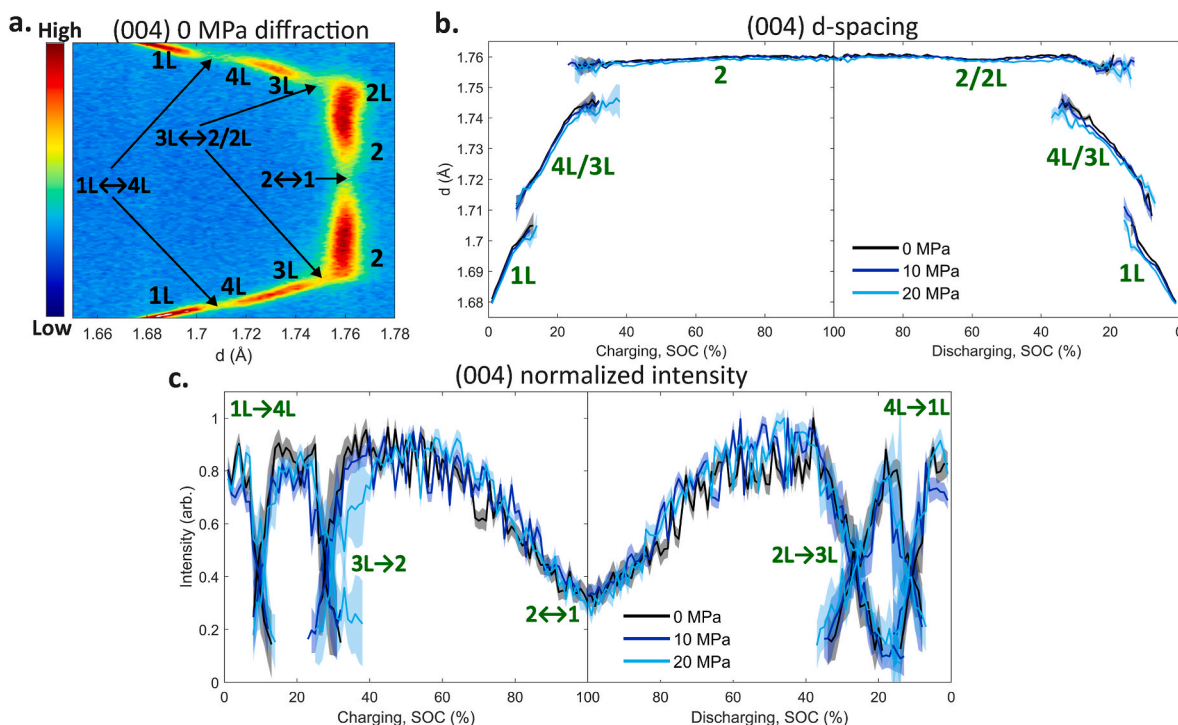 a.
(004) 0 MPa diffraction
High
Low
1L
4L
3L
2L
2
3L↔2/2L
2↔1
1L↔4L
2
3L
4L
1L
1.66 1.7 1.72 1.74 1.76 1.78
d (Å)
b.
(004) d-spacing
1.76
1.75
1.74
1.73
1.72
1.71
1.7
1.69
1.68
d (Å)
2
2/2L
4L/3L
4L/3L
1L
1L
0 MPa
10 MPa
20 MPa
0 20 40 60 80 100 80 60 40 20 0
Charging, SOC (%)
Discharging, SOC (%)
c.
(004) normalized intensity
1
0.8
0.6
0.4
0.2
Intensity (arb.)
1L→4L
4L→1L
3L→2
2L→3L
2↔1
0 MPa
10 MPa
20 MPa
0 20 40 60 80 100 80 60 40 20 0
Charging, SOC (%)
Discharging, SOC (%)